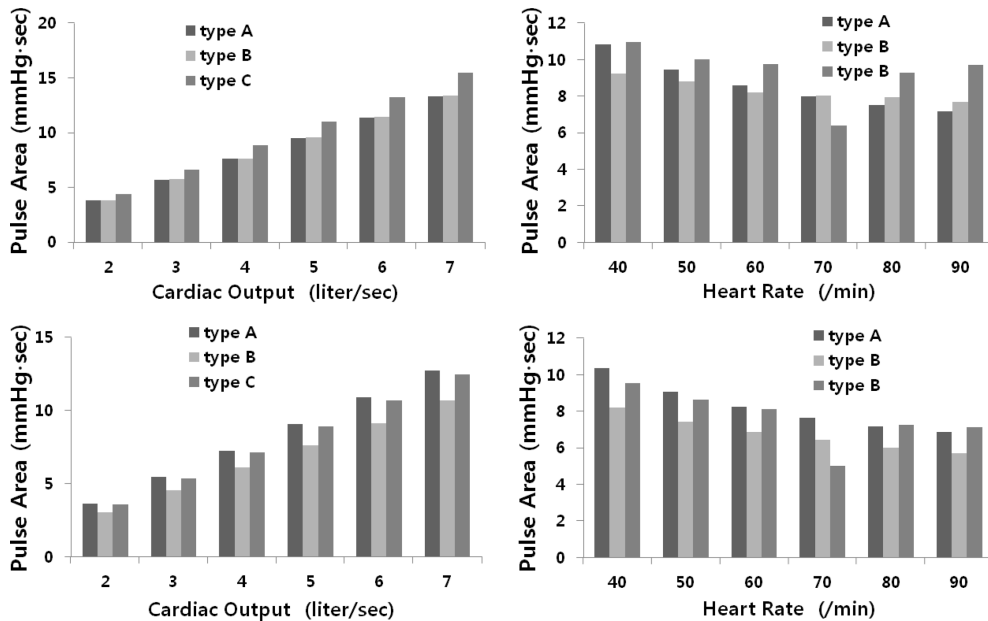 Pulse Area (mmHg·sec)
20
15
10
5
0
type A
type B
type C
2 3 4 5 6 7
Cardiac Output (liter/sec)
Pulse Area (mmHg·sec)
12
10
8
6
4
2
0
type A
type B
type B
40 50 60 70 80 90
Heart Rate (/min)
Pulse Area (mmHg·sec)
15
10
5
0
type A
type B
type C
2 3 4 5 6 7
Cardiac Output (liter/sec)
Pulse Area (mmHg·sec)
12
10
8
6
4
2
0
type A
type B
type B
40 50 60 70 80 90
Heart Rate (/min)